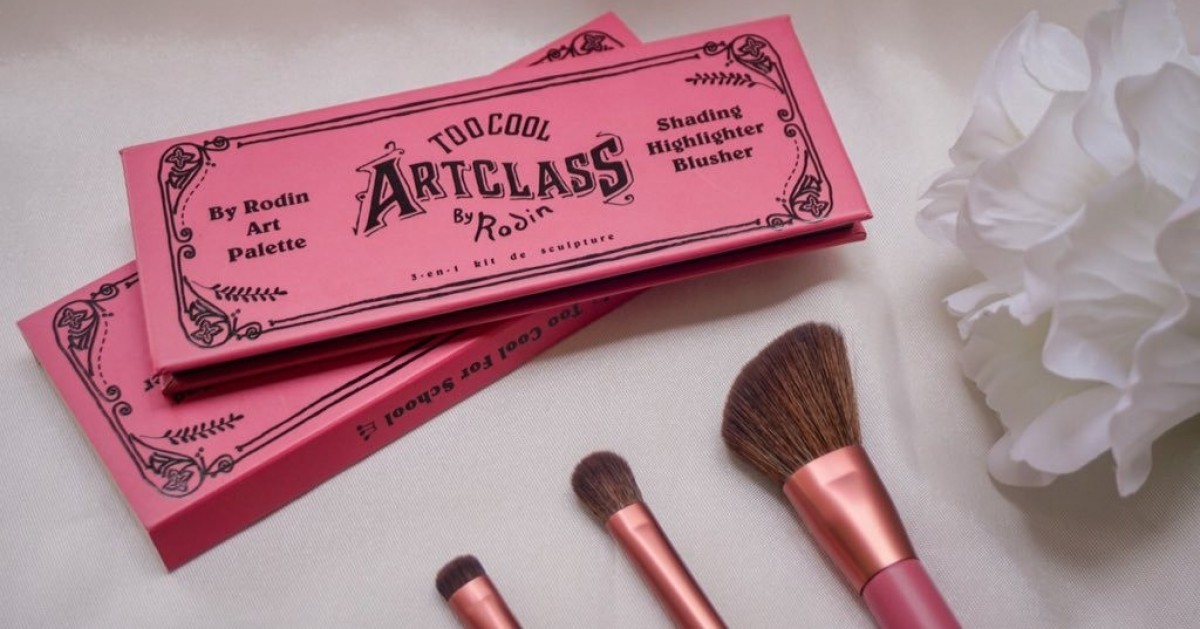 By Rodin
Art
Palette
TOO COOL
ARTCLASS
By Rodin
3-en-1 kit de sculpture
Shading
Highlighter
Blusher
Too Cool For School